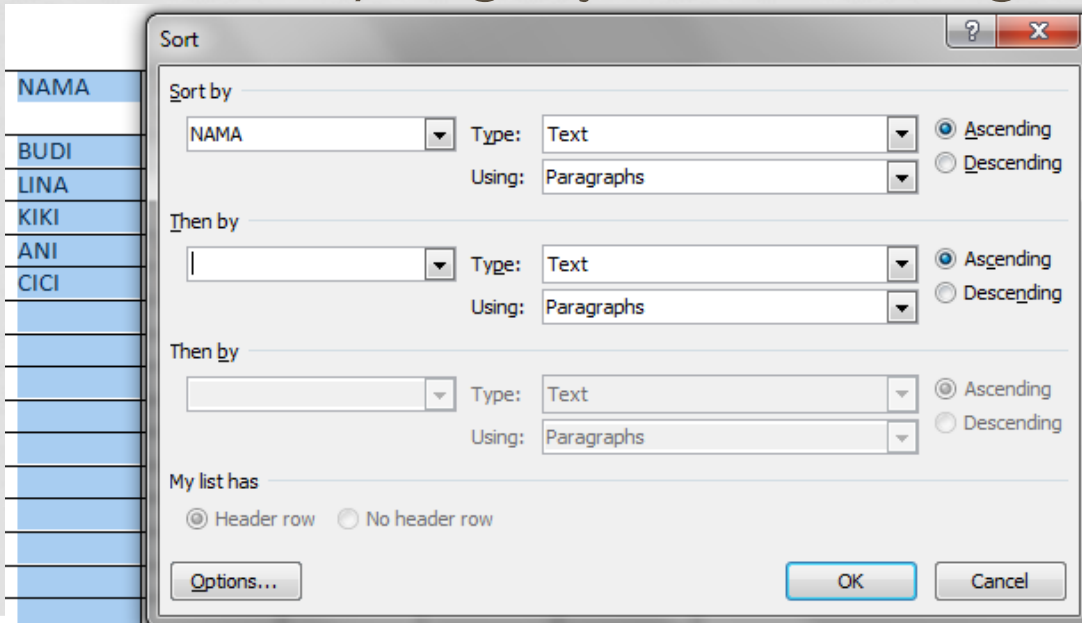 Sort
NAMA
BUDI
LINA
KIKI
ANI
CICI
Sort by
NAMA Type: Text Ascending
Using: Paragraphs Descending
Then by
Type: Text Ascending
Using: Paragraphs Descending
Then by
Type: Text Ascending
Using: Paragraphs Descending
My list has
Header row No header row
Options... OK Cancel